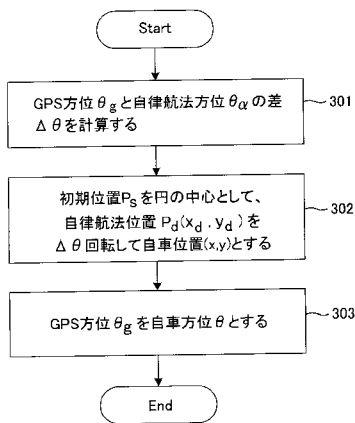 Start
GPS方位θgと自律航法方位θαの差
Δθを計算する
301
初期位置Psを円の中心として、
自律航法位置 Pd(xd , yd ) を
Δθ回転して自車位置(x,y)とする
302
GPS方位θgを自車方位θとする
303
End